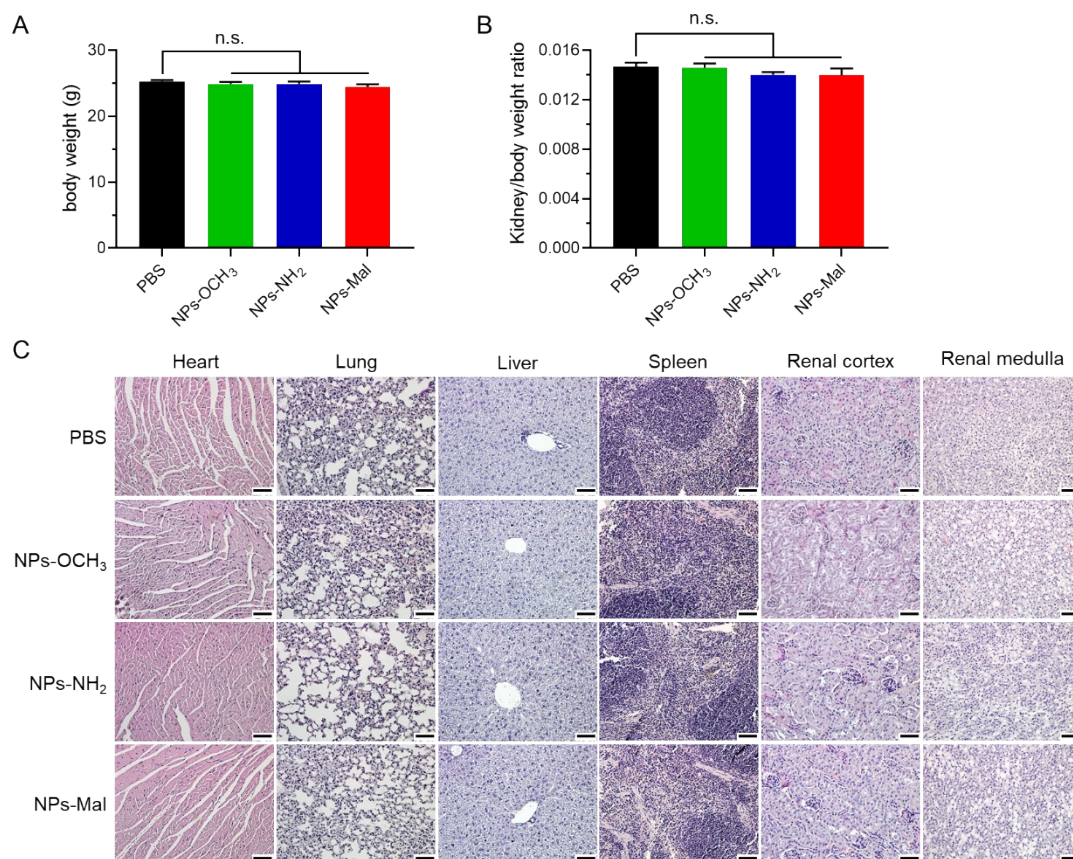 A
n.s.
body weight (g)
30
20
10
0
PBS
NPs-OCH₃
NPs-NH₂
NPs-Mal
B
n.s.
Kidney/body weight ratio
0.016
0.012
0.008
0.004
0.000
PBS
NPs-OCH₃
NPs-NH₂
NPs-Mal
C
Heart Lung Liver Spleen Renal cortex Renal medulla
PBS
NPs-OCH₃
NPs-NH₂
NPs-Mal